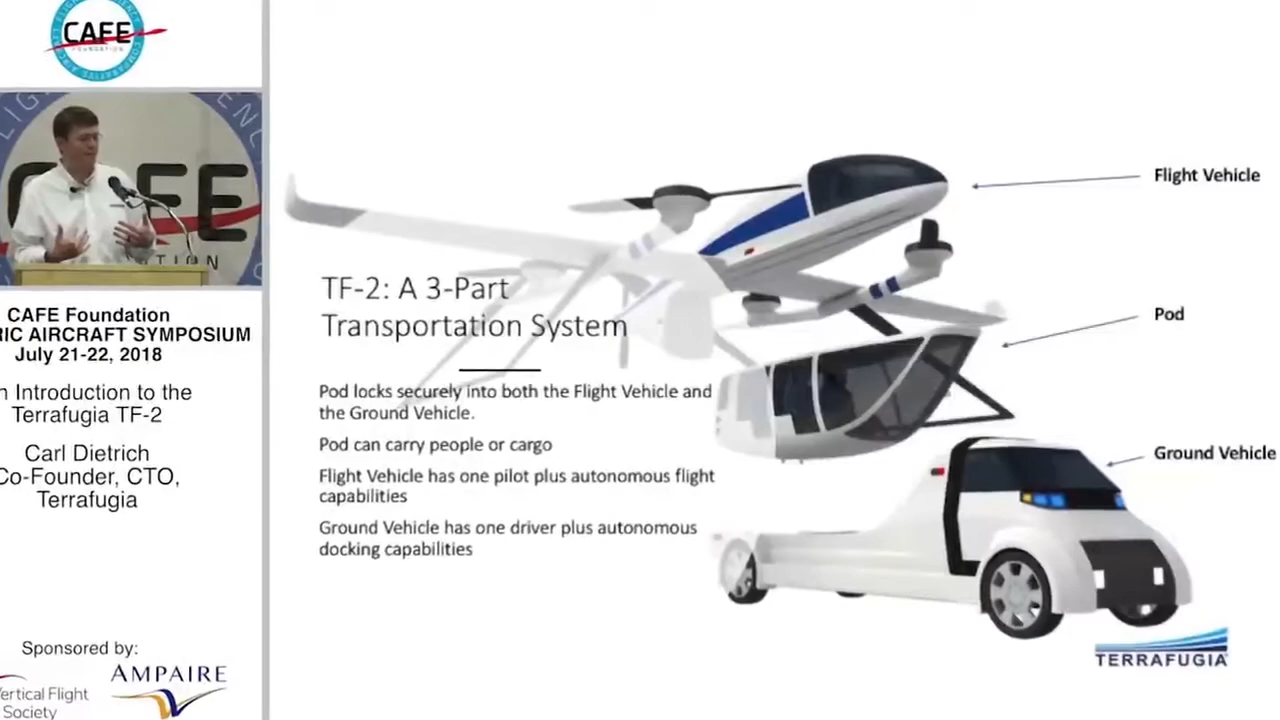 CAFE
FOUNDATION
CAFE Foundation
RIC AIRCRAFT SYMPOSIUM
July 21-22, 2018
n Introduction to the
Terrafugia TF-2
Carl Dietrich
Co-Founder, CTO,
Terrafugia
Sponsored by:
Vertical Flight
Society
AMPAIRE
TF-2: A 3-Part
Transportation System
Pod locks securely into both the Flight Vehicle and
the Ground Vehicle.
Pod can carry people or cargo
Flight Vehicle has one pilot plus autonomous flight
capabilities
Ground Vehicle has one driver plus autonomous
docking capabilities
Flight Vehicle
Pod
Ground Vehicle
TERRAFUGIA